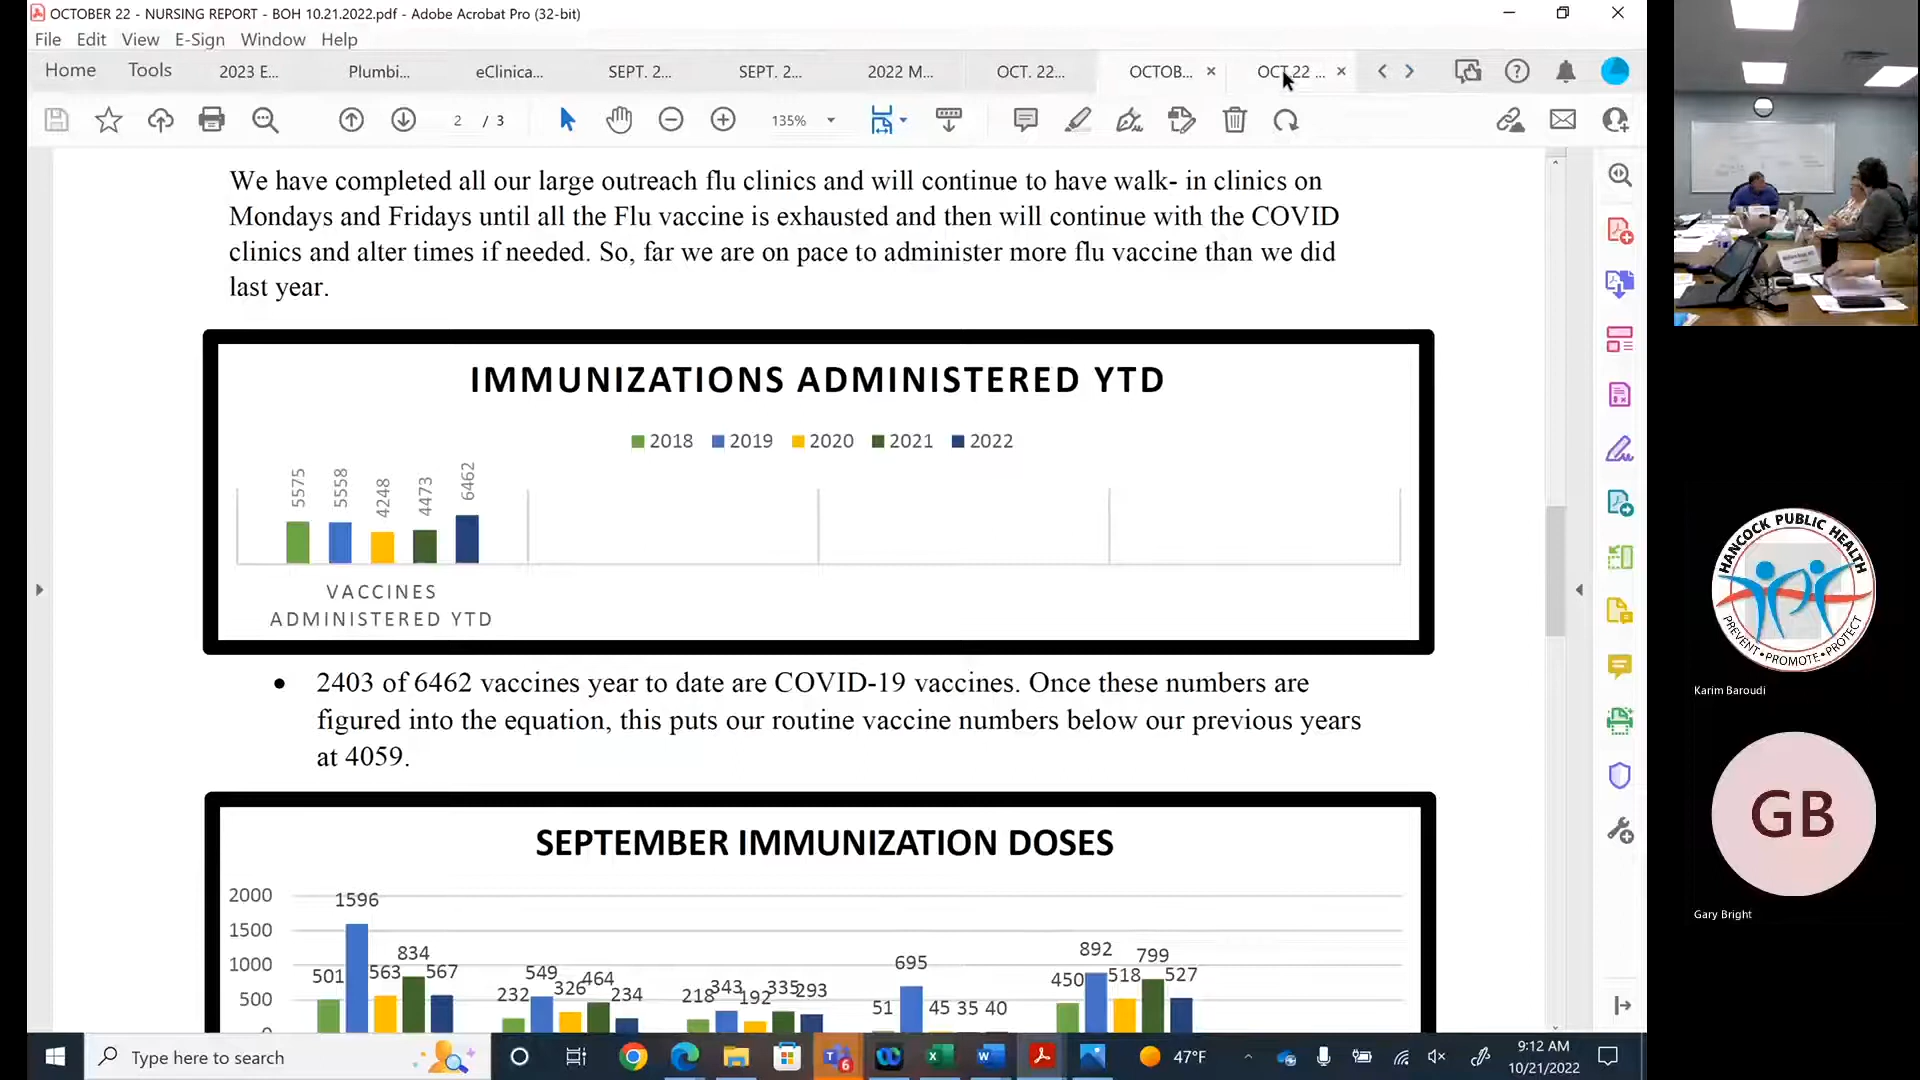 OCTOBER 22 - NURSING REPORT - BOH 10.21.2022.pdf - Adobe Acrobat Pro (32-bit)
File Edit View E-Sign Window Help
Home Tools 2023 E... Plumbi... eClinica... SEPT. 2... SEPT. 2... 2022 M... OCT. 22... OCTOB... OCT 22 ...
2 / 3 135%
We have completed all our large outreach flu clinics and will continue to have walk- in clinics on
Mondays and Fridays until all the Flu vaccine is exhausted and then will continue with the COVID
clinics and alter times if needed. So, far we are on pace to administer more flu vaccine than we did
last year.
IMMUNIZATIONS ADMINISTERED YTD
2018 2019 2020 2021 2022
5575 5558 4248 4473 6462
VACCINES
ADMINISTERED YTD
• 2403 of 6462 vaccines year to date are COVID-19 vaccines. Once these numbers are
figured into the equation, this puts our routine vaccine numbers below our previous years
at 4059.
SEPTEMBER IMMUNIZATION DOSES
2000
1500
1000
500
0
501 1596 563 834 567
232 549 326 464 234
218 343 192 335 293
51 695 45 35 40
450 892 518 799 527
HANCOCK PUBLIC HEALTH
PREVENT • PROMOTE • PROTECT
Karim Baroudi
GB
Gary Bright
Type here to search
6
47°F
9:12 AM
10/21/2022